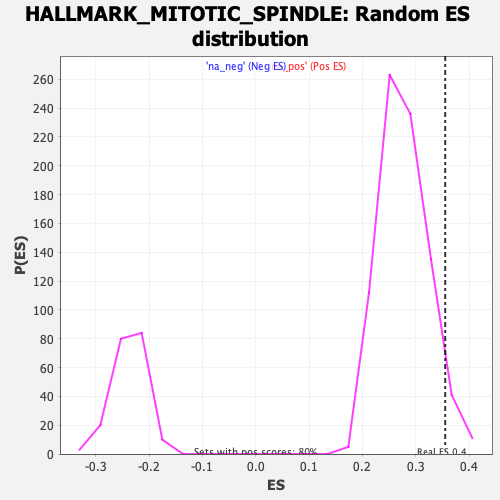 HALLMARK_MITOTIC_SPINDLE: Random ES
distribution
'na_neg' (Neg ES) pos' (Pos ES)
260
240
220
200
180
160
140
120
100
80
60
40
20
0
P(ES)
Sets with pos scores: 80%
Real ES 0.4
-0.3 -0.2 -0.1 0.0 0.1 0.2 0.3 0.4
ES